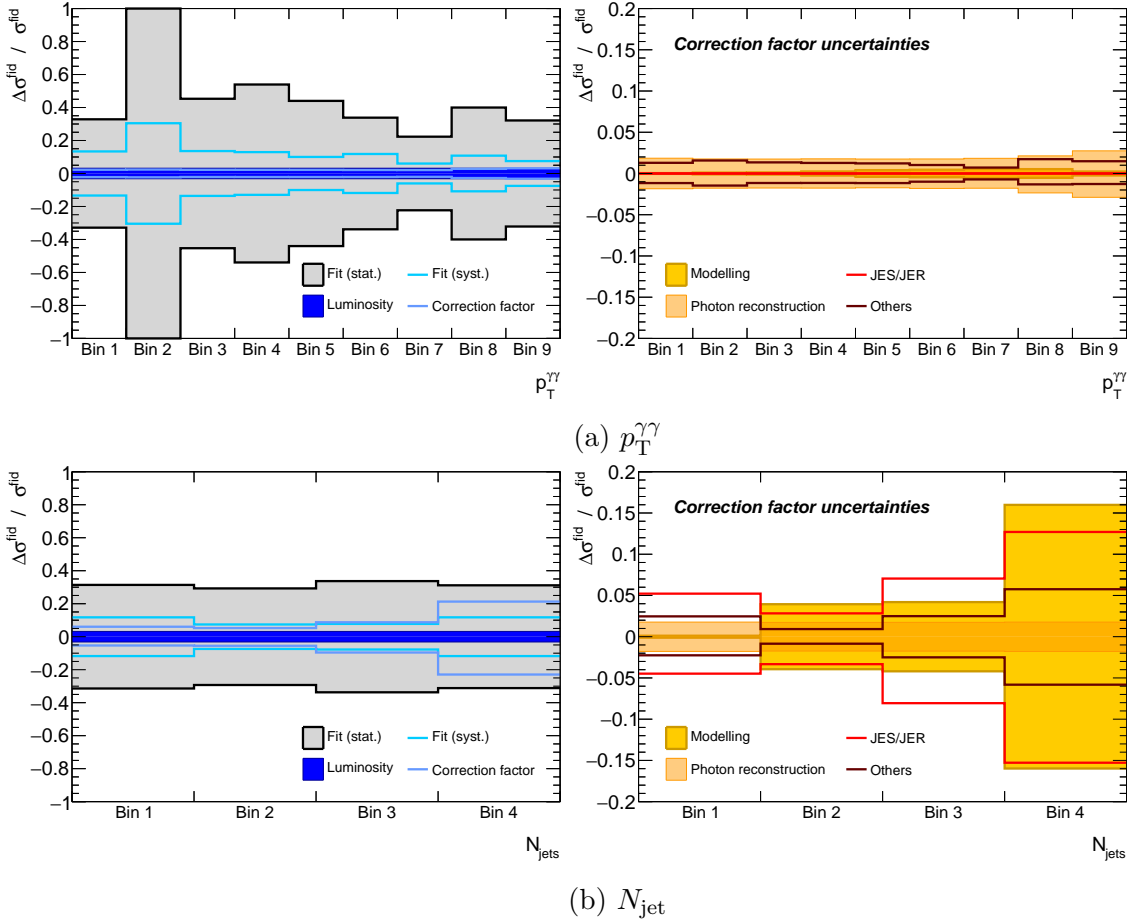 Δσ^fid / σ^fid
1
0.8
0.6
0.4
0.2
0
−0.2
−0.4
−0.6
−0.8
−1
Fit (stat.) Fit (syst.)
Luminosity Correction factor
Bin 1 Bin 2 Bin 3 Bin 4 Bin 5 Bin 6 Bin 7 Bin 8 Bin 9
p_T^γγ
Δσ^fid / σ^fid
0.2
0.15
0.1
0.05
0
−0.05
−0.1
−0.15
−0.2
Correction factor uncertainties
Modelling JES/JER
Photon reconstruction Others
Bin 1 Bin 2 Bin 3 Bin 4 Bin 5 Bin 6 Bin 7 Bin 8 Bin 9
p_T^γγ
(a) p_T^γγ
Δσ^fid / σ^fid
1
0.8
0.6
0.4
0.2
0
−0.2
−0.4
−0.6
−0.8
−1
Fit (stat.) Fit (syst.)
Luminosity Correction factor
Bin 1 Bin 2 Bin 3 Bin 4
N_jets
Δσ^fid / σ^fid
0.2
0.15
0.1
0.05
0
−0.05
−0.1
−0.15
−0.2
Correction factor uncertainties
Modelling JES/JER
Photon reconstruction Others
Bin 1 Bin 2 Bin 3 Bin 4
N_jets
(b) N_jet